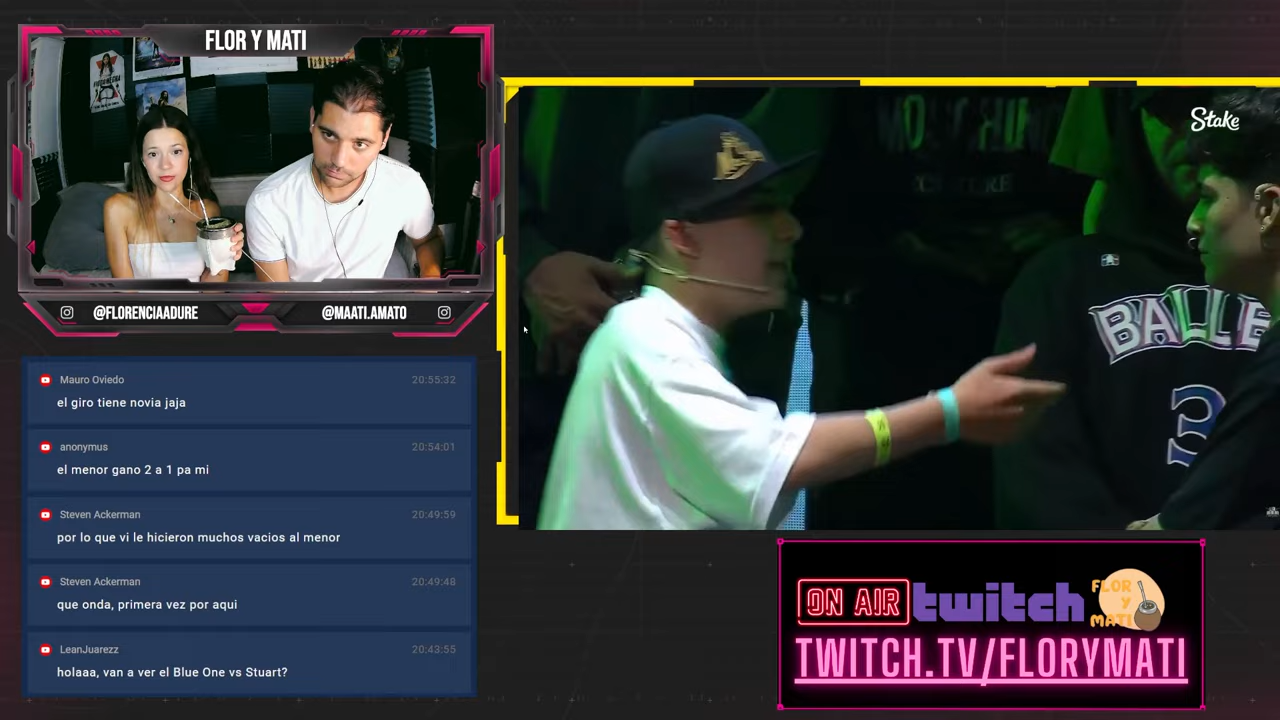 FLOR Y MATI
@FLORENCIAADURE
@MAATI.AMATO
Stake
BALLE
3
Mauro Oviedo
20:55:32
el giro tiene novia jaja
anonymus
20:54:01
el menor gano 2 a 1 pa mi
Steven Ackerman
20:49:59
por lo que vi le hicieron muchos vacios al menor
Steven Ackerman
20:49:48
que onda, primera vez por aqui
LeanJuarezz
20:43:55
holaaa, van a ver el Blue One vs Stuart?
ON AIR
twitch
FLOR
Y
MATI
TWITCH.TV/FLORYMATI